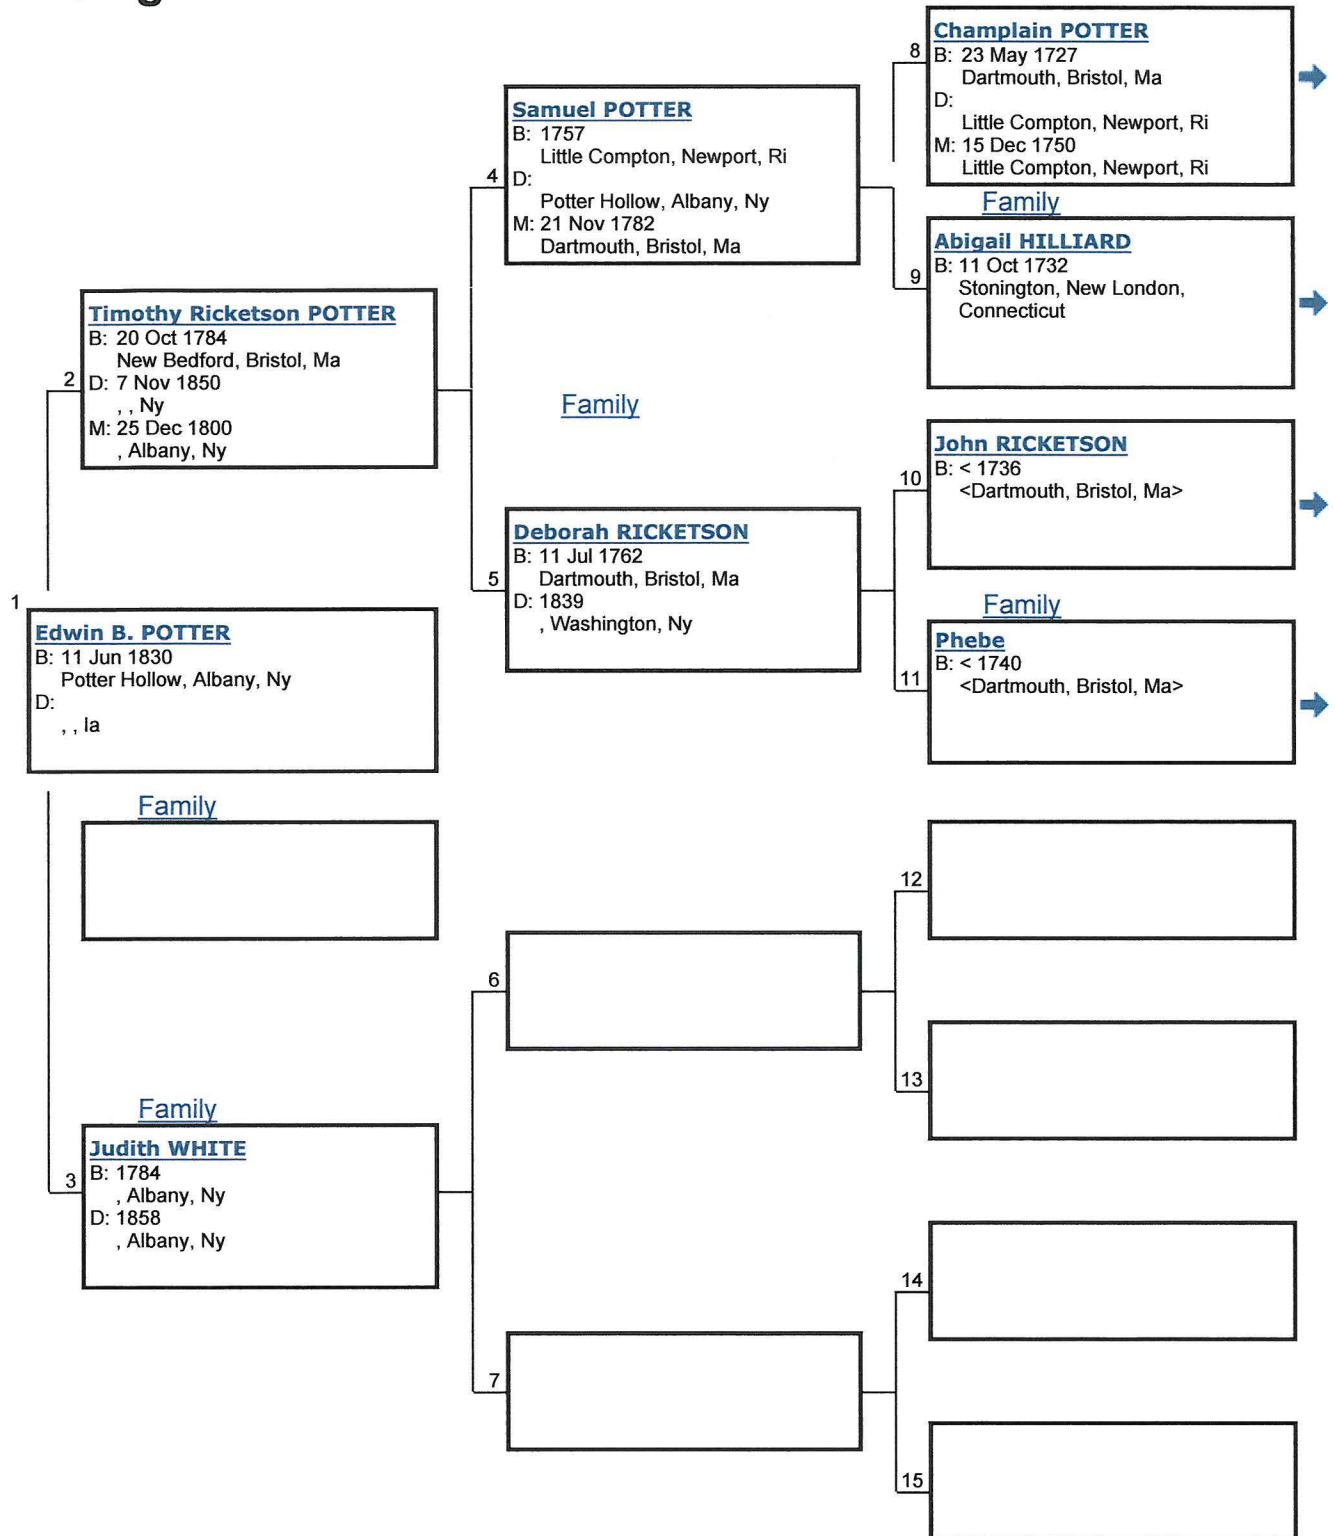 1
Edwin B. POTTER
B: 11 Jun 1830
Potter Hollow, Albany, Ny
D:
, , Ia
Family
2
Timothy Ricketson POTTER
B: 20 Oct 1784
New Bedford, Bristol, Ma
D: 7 Nov 1850
, , Ny
M: 25 Dec 1800
, Albany, Ny
Family
3
Judith WHITE
B: 1784
, Albany, Ny
D: 1858
, Albany, Ny
4
Samuel POTTER
B: 1757
Little Compton, Newport, Ri
D:
Potter Hollow, Albany, Ny
M: 21 Nov 1782
Dartmouth, Bristol, Ma
Family
5
Deborah RICKETSON
B: 11 Jul 1762
Dartmouth, Bristol, Ma
D: 1839
, Washington, Ny
6
7
8
Champlain POTTER
B: 23 May 1727
Dartmouth, Bristol, Ma
D:
Little Compton, Newport, Ri
M: 15 Dec 1750
Little Compton, Newport, Ri
Family
9
Abigail HILLIARD
B: 11 Oct 1732
Stonington, New London,
Connecticut
10
John RICKETSON
B: < 1736
<Dartmouth, Bristol, Ma>
Family
11
Phebe
B: < 1740
<Dartmouth, Bristol, Ma>
12
13
14
15